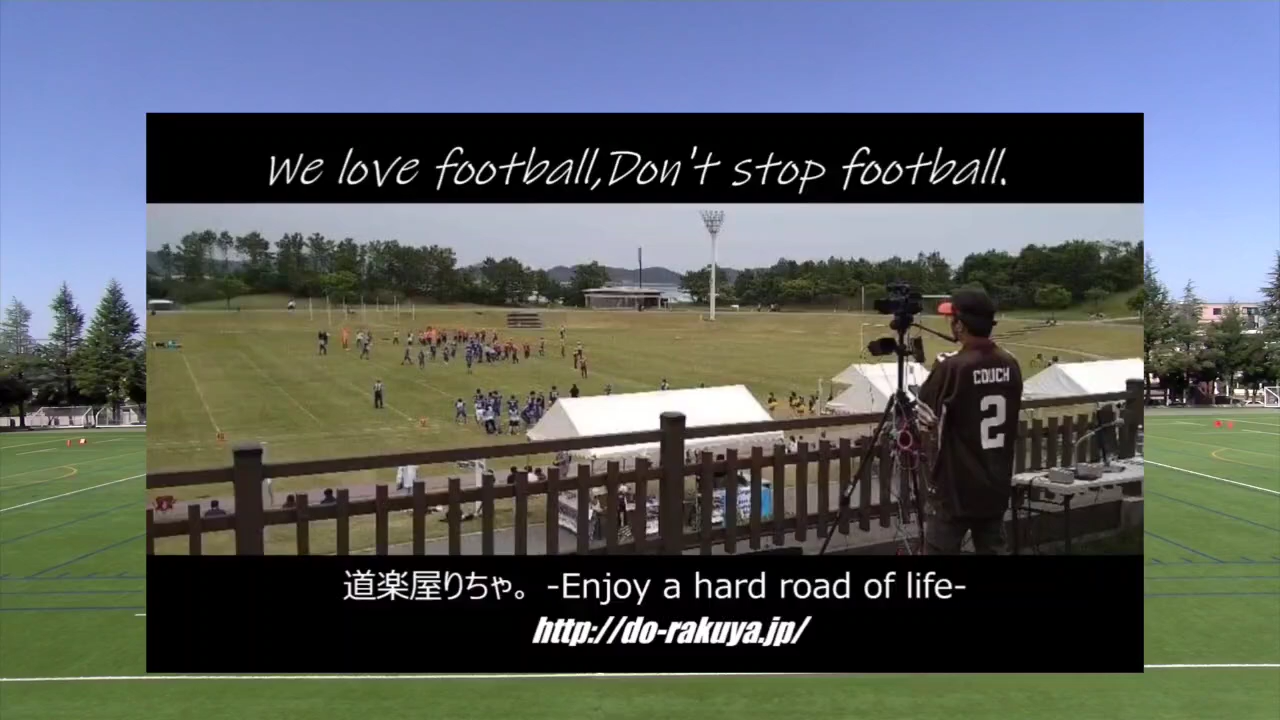 We love football,Don't stop football.
COUCH
2
道楽屋りちゃ。 -Enjoy a hard road of life-
http://do-rakuya.jp/